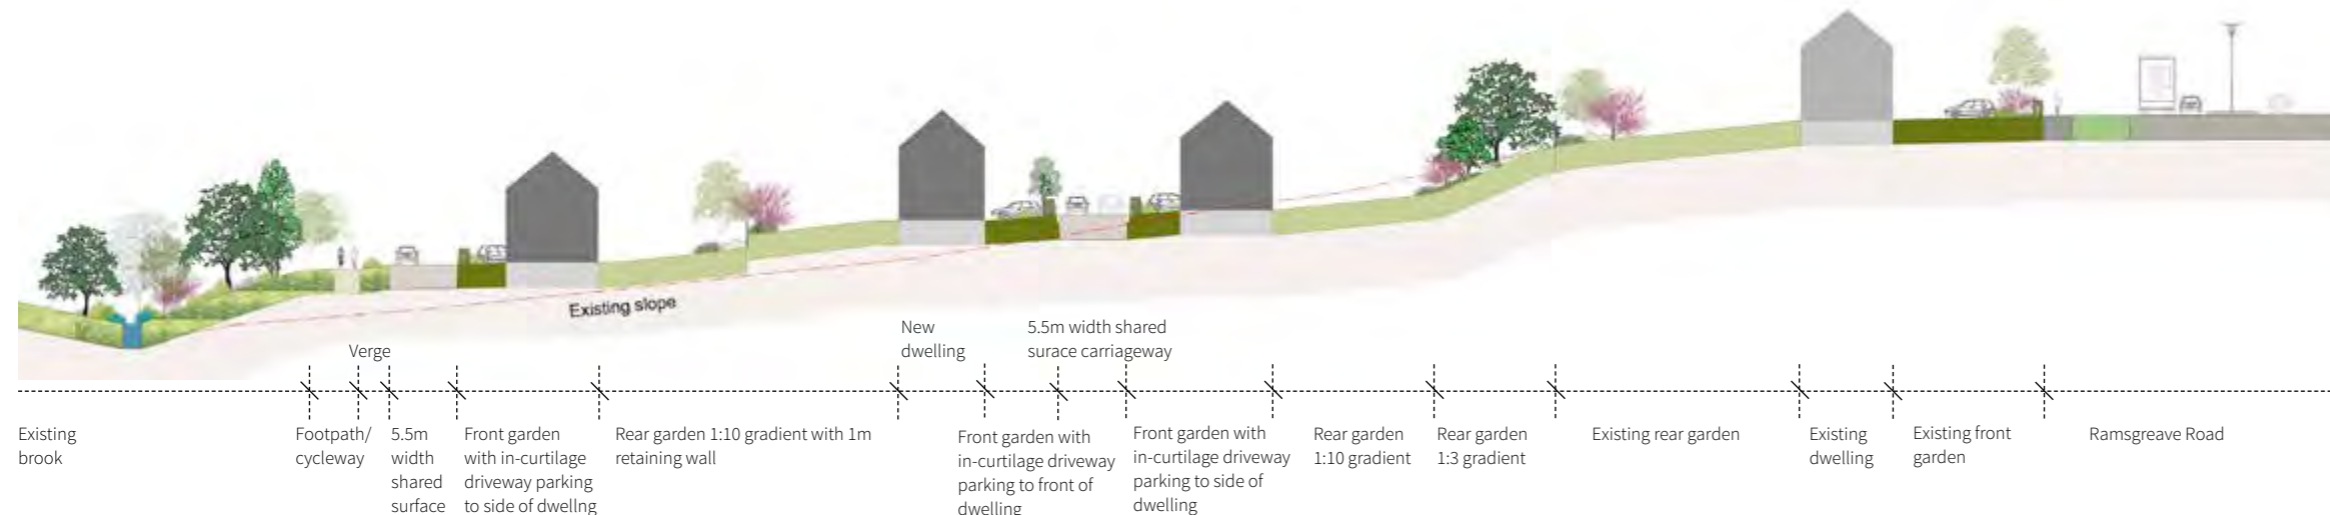 Existing slope
New
dwelling
5.5m width shared
surace carriageway
Verge
Existing
brook
Footpath/
cycleway
5.5m
width
shared
surface
Front garden
with in-curtilage
driveway parking
to side of dwellng
Rear garden 1:10 gradient with 1m
retaining wall
Front garden with
in-curtilage driveway
parking to front of
dwelling
Front garden with
in-curtilage driveway
parking to side of
dwelling
Rear garden
1:10 gradient
Rear garden
1:3 gradient
Existing rear garden
Existing
dwelling
Existing front
garden
Ramsgreave Road